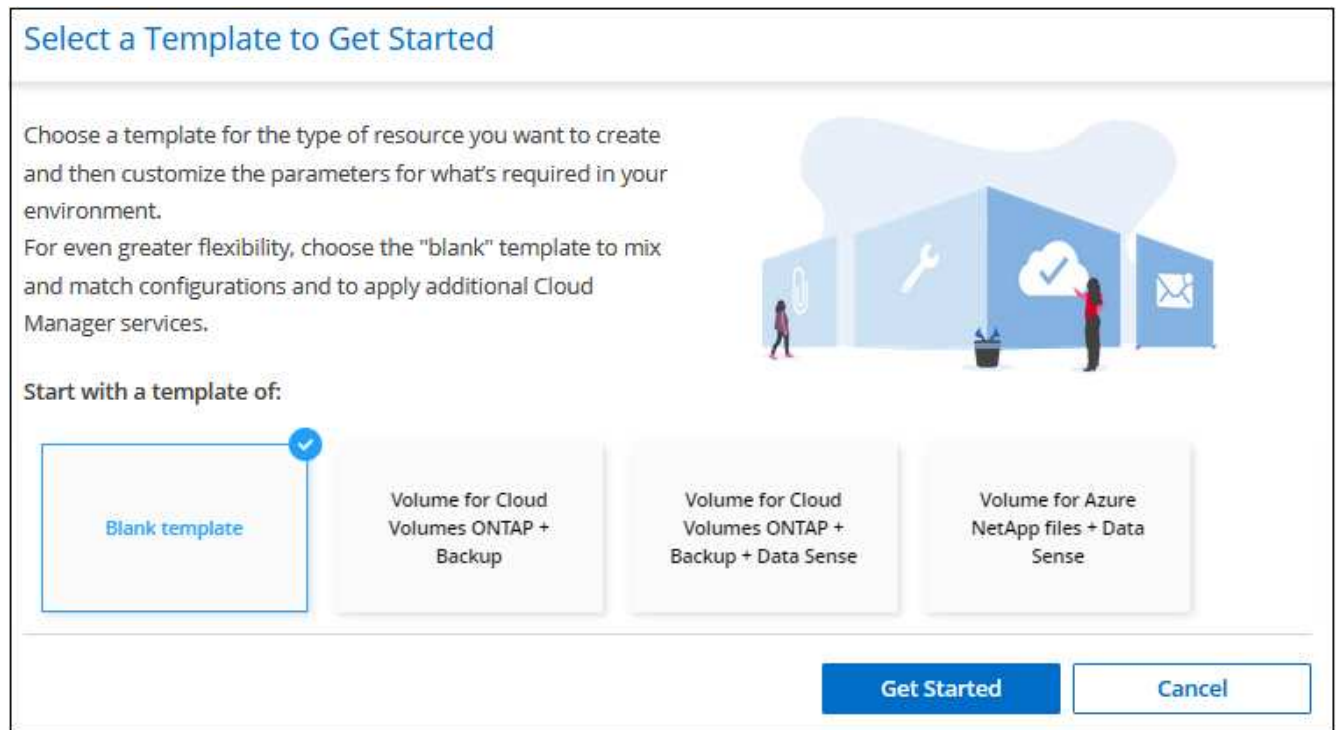 Select a Template to Get Started
Choose a template for the type of resource you want to create
and then customize the parameters for what's required in your
environment.
For even greater flexibility, choose the "blank" template to mix
and match configurations and to apply additional Cloud
Manager services.
Start with a template of:
Blank template
Volume for Cloud
Volumes ONTAP +
Backup
Volume for Cloud
Volumes ONTAP +
Backup + Data Sense
Volume for Azure
NetApp files + Data
Sense
Get Started
Cancel